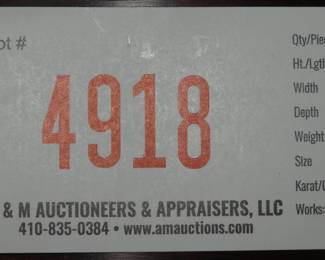 ot #
4918
& M AUCTIONEERS & APPRAISERS, LLC
410-835-0384 • www.amauctions.com
Qty/Pie
Ht./Lgth
Width
Depth
Weight
Size
Karat/
Works: